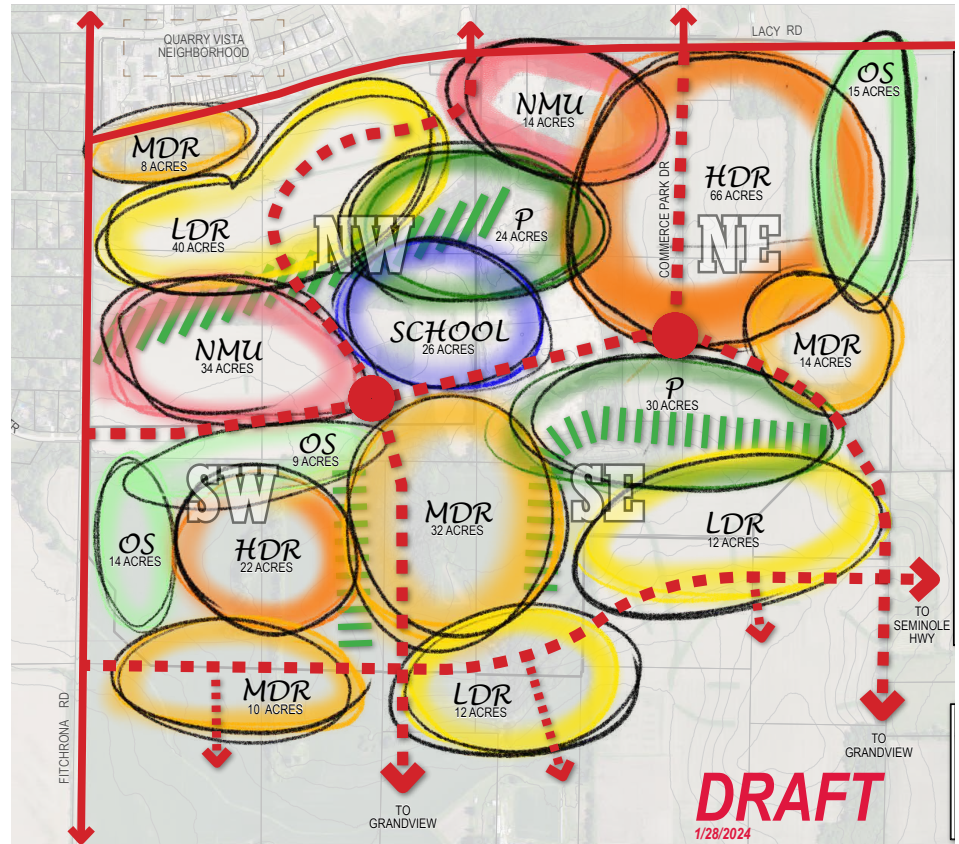 QUARRY VISTA
NEIGHBORHOOD
LACY RD
OS
15 ACRES
NMU
14 ACRES
MDR
8 ACRES
HDR
66 ACRES
COMMERCE PARK DR
LDR
40 ACRES
P
24 ACRES
NW
NE
SCHOOL
26 ACRES
NMU
34 ACRES
MDR
14 ACRES
P
30 ACRES
OS
9 ACRES
SW
SE
MDR
32 ACRES
LDR
12 ACRES
OS
14 ACRES
HDR
22 ACRES
TO
SEMINOLE
HWY
MDR
10 ACRES
LDR
12 ACRES
FITCHRONA RD
TO
GRANDVIEW
TO
GRANDVIEW
DRAFT
1/28/2024